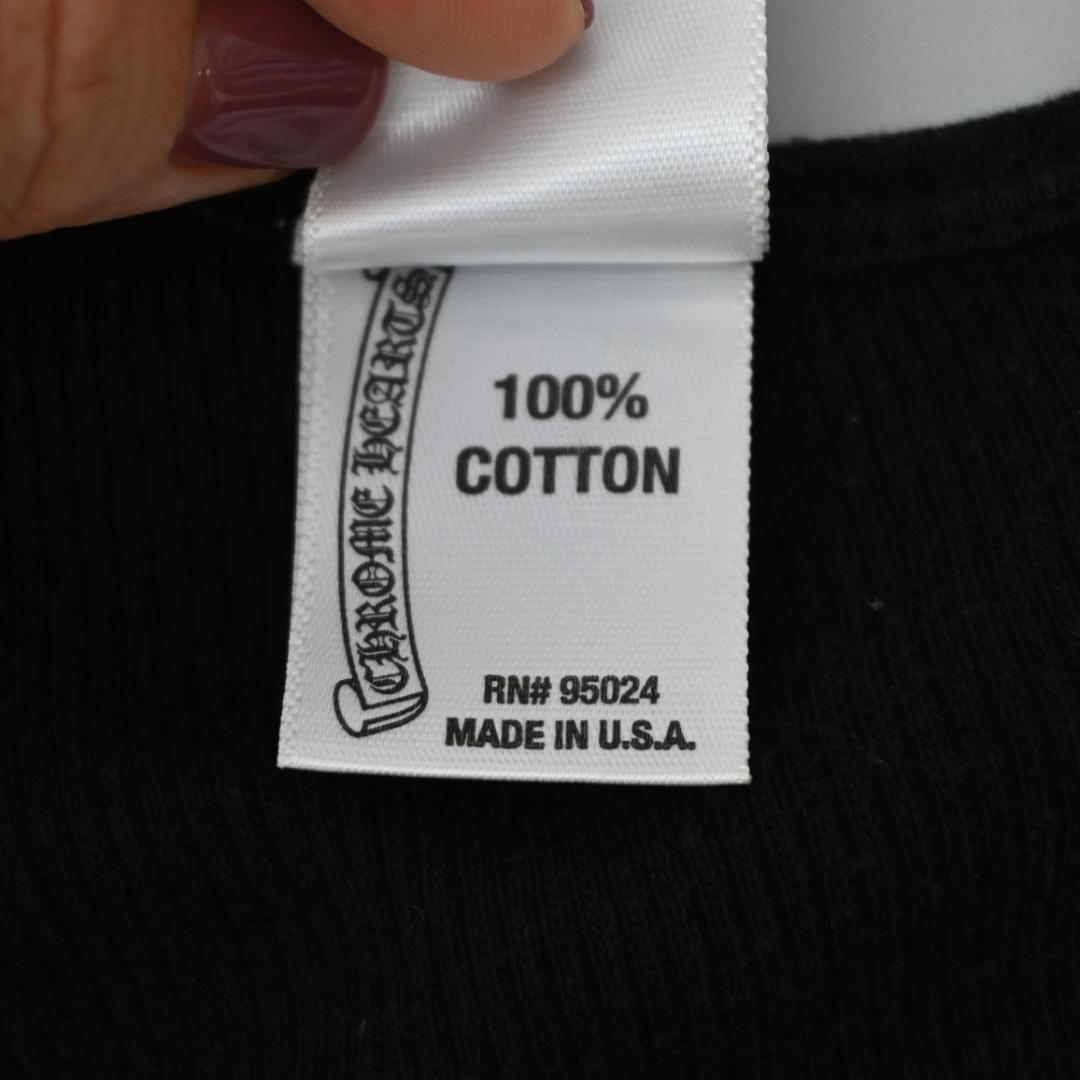 CHROME HEARTS
100%
COTTON
RN# 95024
MADE IN U.S.A.